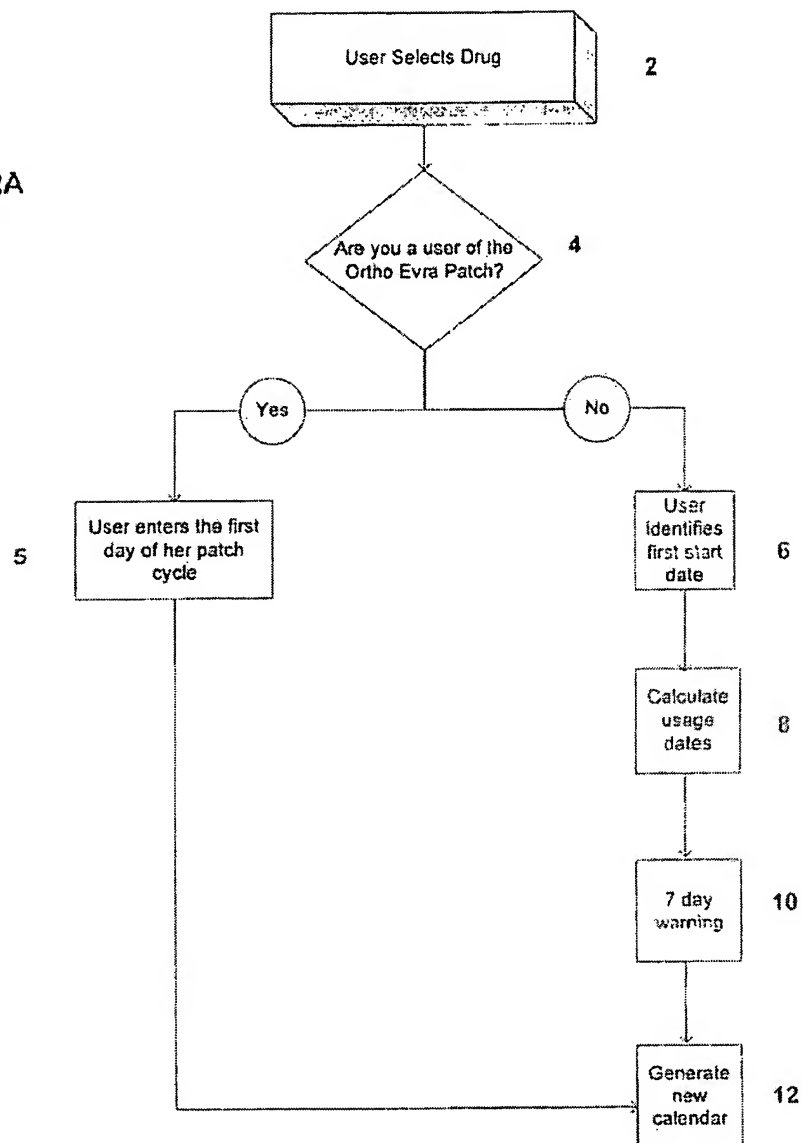 User Selects Drug
2
Are you a user of the
Ortho Evra Patch?
4
Yes
No
5
User enters the first
day of her patch
cycle
User
identifies
first start
date
6
Calculate
usage
dates
8
7 day
warning
10
Generate
new
calendar
12